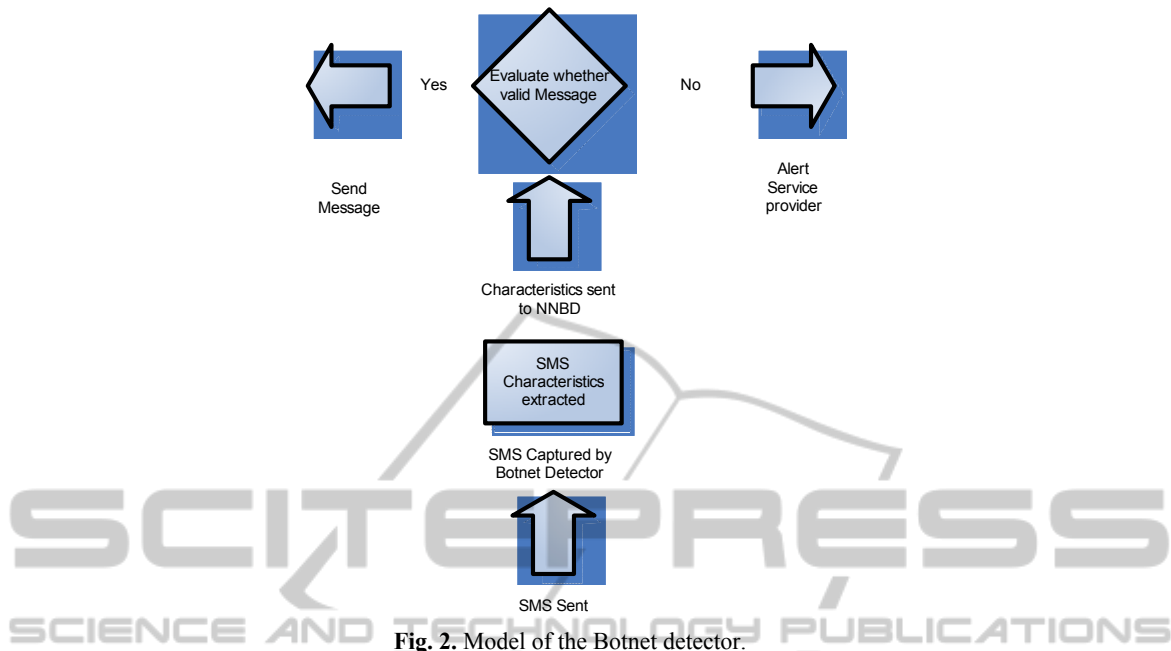 Yes
Evaluate whether
valid Message
No
Send
Message
Alert
Service
provider
Characteristics sent
to NNBD
SMS
Characteristics
extracted
SMS Captured by
Botnet Detector
SCITEPRESS
SMS Sent
SCIENCE AND TECHNOLOGY PUBLICATIONS
Fig. 2. Model of the Botnet detector.